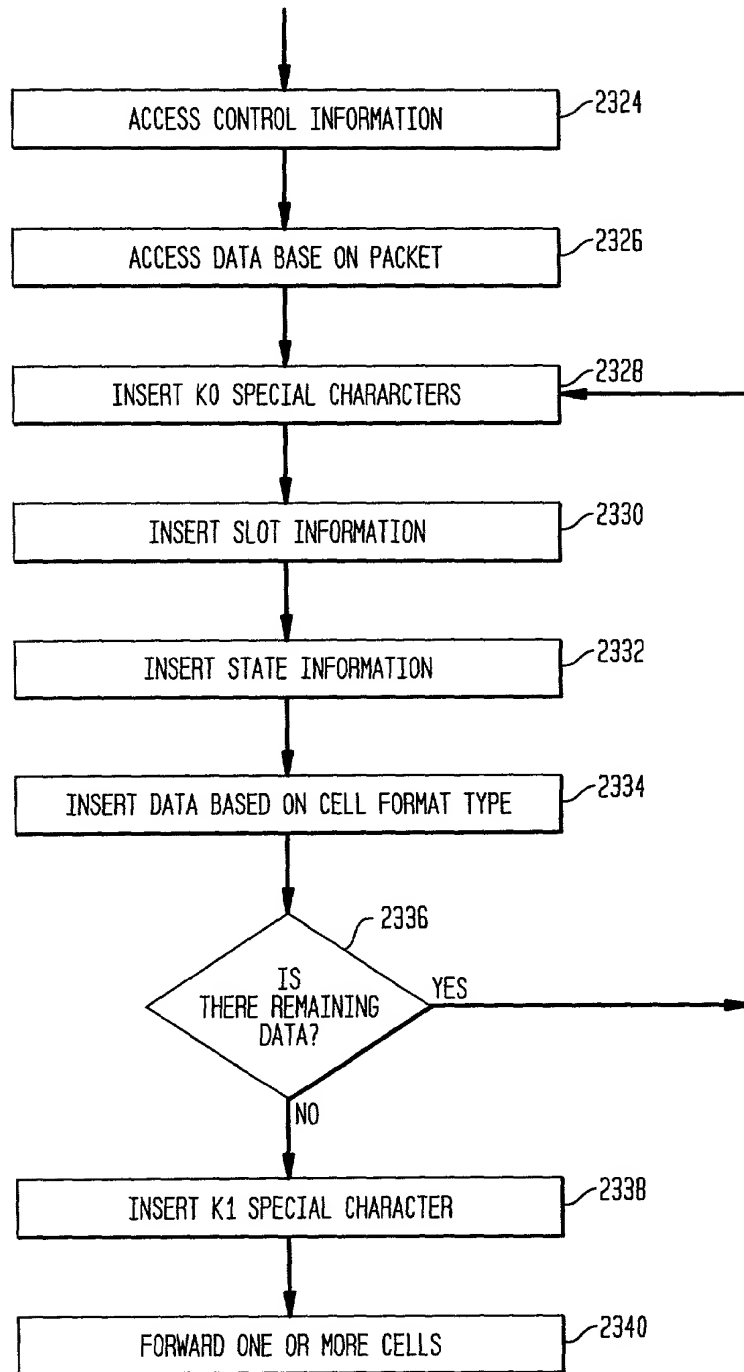 ACCESS CONTROL INFORMATION
2324
ACCESS DATA BASE ON PACKET
2326
INSERT K0 SPECIAL CHARARCTERS
2328
INSERT SLOT INFORMATION
2330
INSERT STATE INFORMATION
2332
INSERT DATA BASED ON CELL FORMAT TYPE
2334
2336
IS
THERE REMAINING
DATA?
YES
NO
INSERT K1 SPECIAL CHARACTER
2338
FORWARD ONE OR MORE CELLS
2340